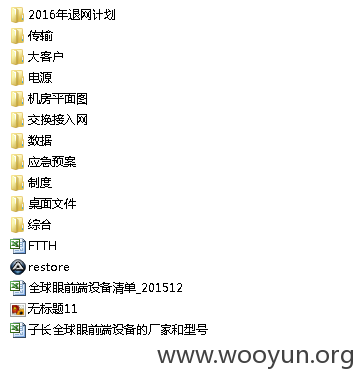 2016年退网计划
传输
大客户
电源
机房平面图
交换接入网
数据
应急预案
制度
桌面文件
综合
FTTH
restore
全球眼前端设备清单_201512
无标题11
子长全球眼前端设备的厂家和型号
www.wooyun.org